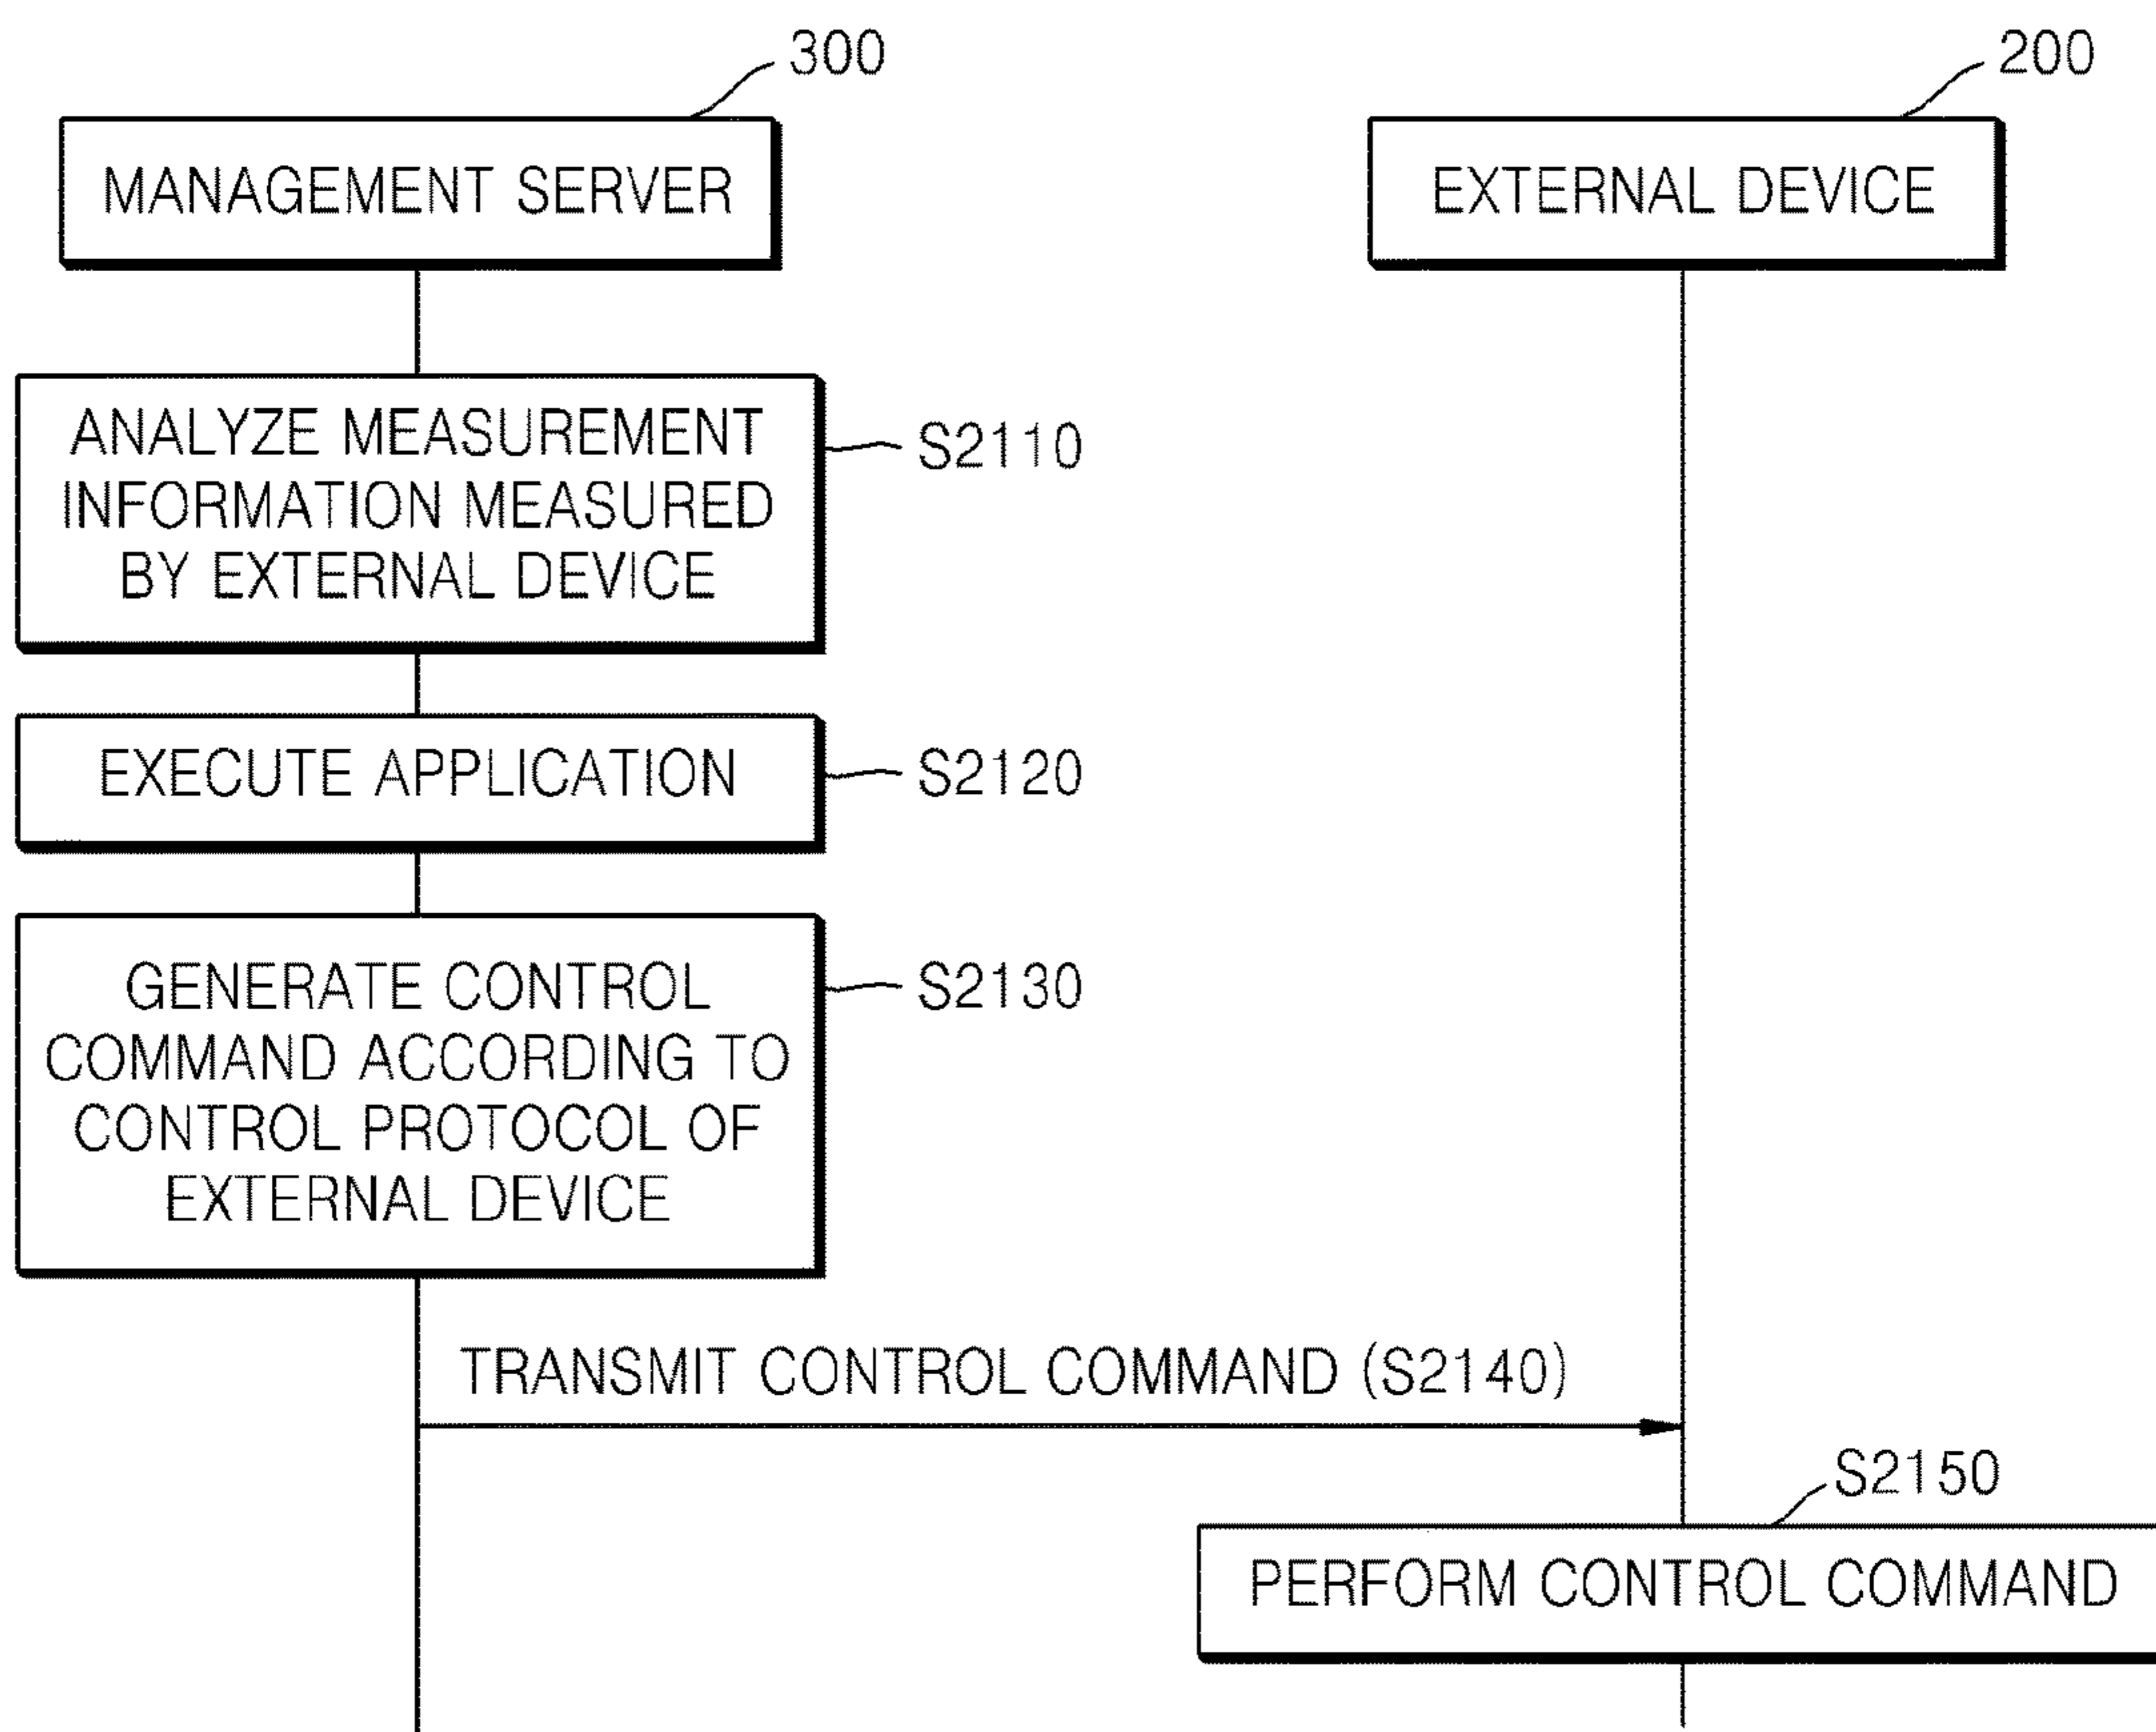 300
200
MANAGEMENT SERVER
EXTERNAL DEVICE
ANALYZE MEASUREMENT
INFORMATION MEASURED
BY EXTERNAL DEVICE
S2110
EXECUTE APPLICATION
S2120
GENERATE CONTROL
COMMAND ACCORDING TO
CONTROL PROTOCOL OF
EXTERNAL DEVICE
S2130
TRANSMIT CONTROL COMMAND (S2140)
S2150
PERFORM CONTROL COMMAND